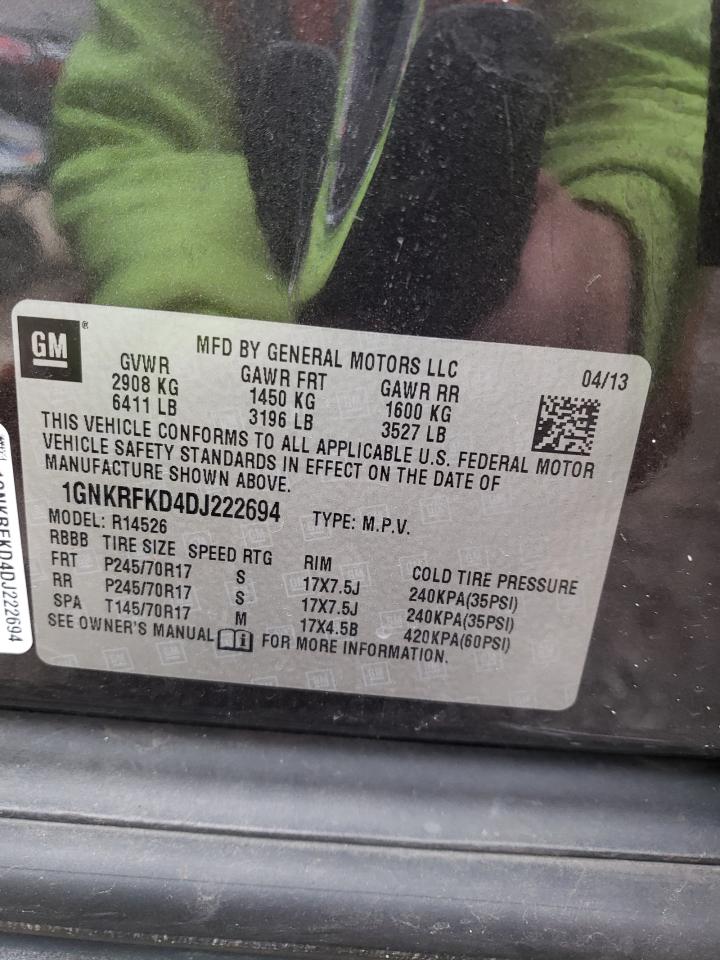 GM ®
MFD BY GENERAL MOTORS LLC
04/13
GVWR GAWR FRT GAWR RR
2908 KG 1450 KG 1600 KG
6411 LB 3196 LB 3527 LB
THIS VEHICLE CONFORMS TO ALL APPLICABLE U.S. FEDERAL MOTOR
VEHICLE SAFETY STANDARDS IN EFFECT ON THE DATE OF
MANUFACTURE SHOWN ABOVE.
1GNKRFKD4DJ222694 TYPE: M.P.V.
MODEL: R14526
RBBB TIRE SIZE SPEED RTG RIM COLD TIRE PRESSURE
FRT P245/70R17 S 17X7.5J 240KPA(35PSI)
RR P245/70R17 S 17X7.5J 240KPA(35PSI)
SPA T145/70R17 M 17X4.5B 420KPA(60PSI)
SEE OWNER'S MANUAL i FOR MORE INFORMATION.
1GNKRFKD4DJ222694